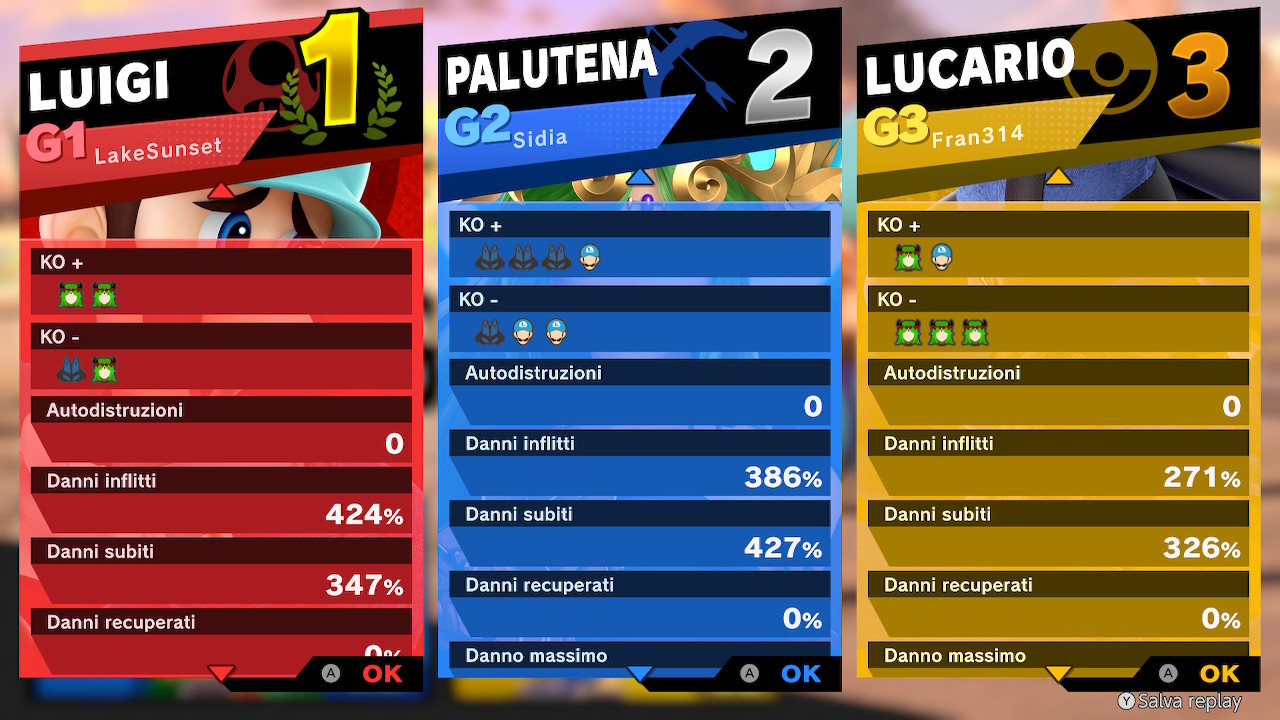 LUIGI
1
G1 LakeSunset
KO +
KO -
Autodistruzioni
0
Danni inflitti
424%
Danni subiti
347%
Danni recuperati
0%
A OK
PALUTENA
2
G2 Sidia
KO +
KO -
Autodistruzioni
0
Danni inflitti
386%
Danni subiti
427%
Danni recuperati
0%
Danno massimo
A OK
LUCARIO
3
G3 Fran314
KO +
KO -
Autodistruzioni
0
Danni inflitti
271%
Danni subiti
326%
Danni recuperati
0%
Danno massimo
A OK
Y Salva replay